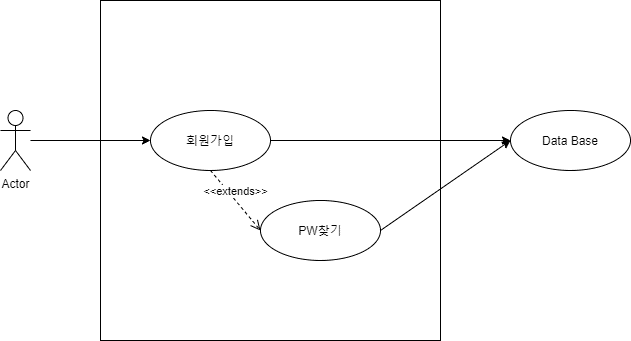 회원가입
Data Base
Actor
<<extends>>
PW찾기